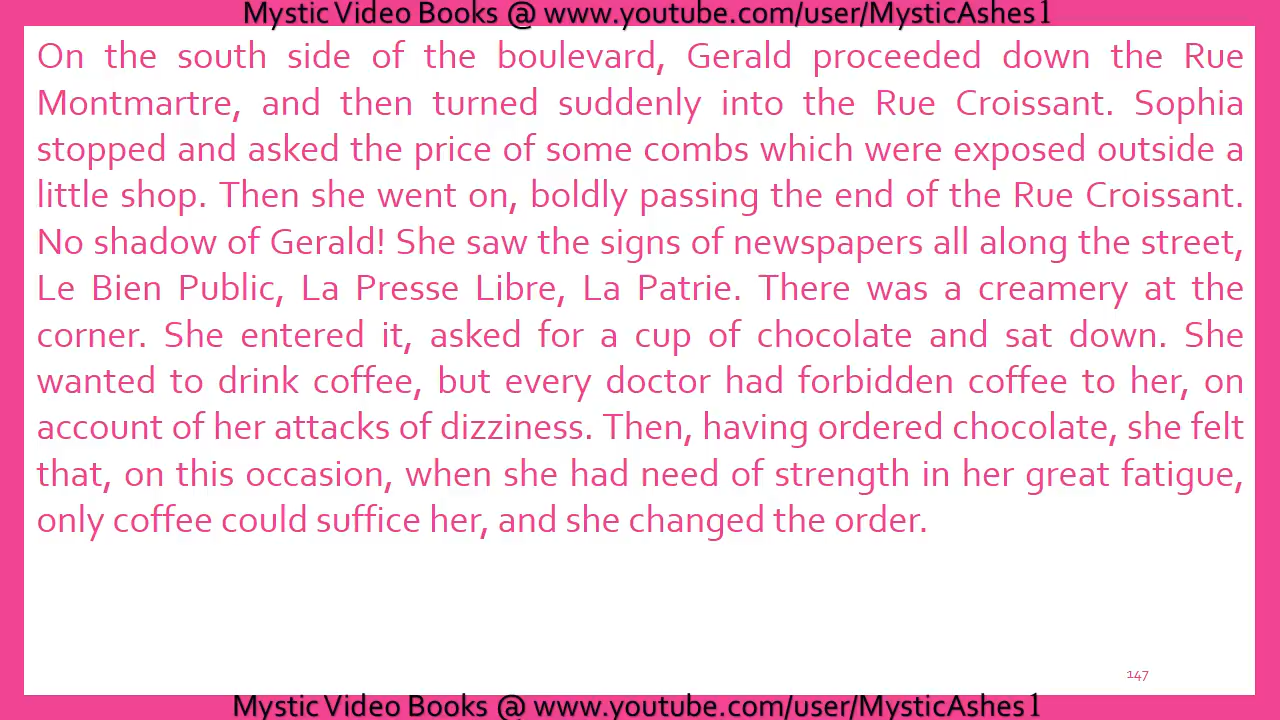 Mystic Video Books @ www.youtube.com/user/MysticAshes1
On the south side of the boulevard, Gerald proceeded down the Rue
Montmartre, and then turned suddenly into the Rue Croissant. Sophia
stopped and asked the price of some combs which were exposed outside a
little shop. Then she went on, boldly passing the end of the Rue Croissant.
No shadow of Gerald! She saw the signs of newspapers all along the street,
Le Bien Public, La Presse Libre, La Patrie. There was a creamery at the
corner. She entered it, asked for a cup of chocolate and sat down. She
wanted to drink coffee, but every doctor had forbidden coffee to her, on
account of her attacks of dizziness. Then, having ordered chocolate, she felt
that, on this occasion, when she had need of strength in her great fatigue,
only coffee could suffice her, and she changed the order.
147
Mystic Video Books @ www.youtube.com/user/MysticAshes1